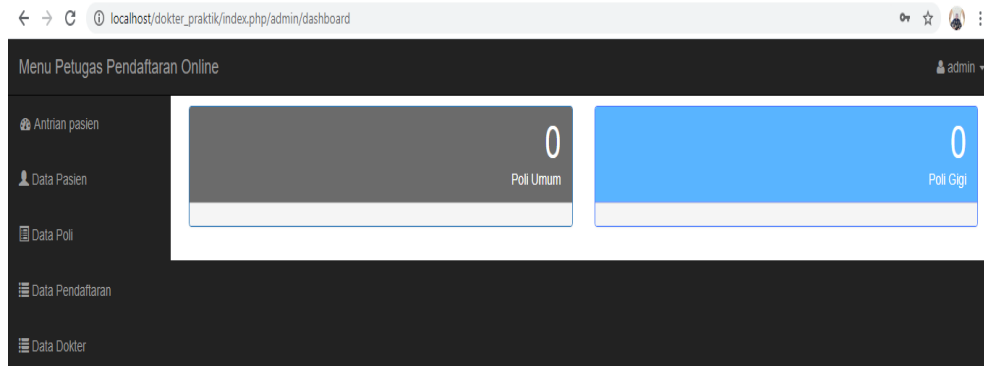 localhost/dokter_praktik/index.php/admin/dashboard
Menu Petugas Pendaftaran Online
admin
Antrian pasien
0
Poli Umum
0
Poli Gigi
Data Pasien
Data Poli
Data Pendaftaran
Data Dokter